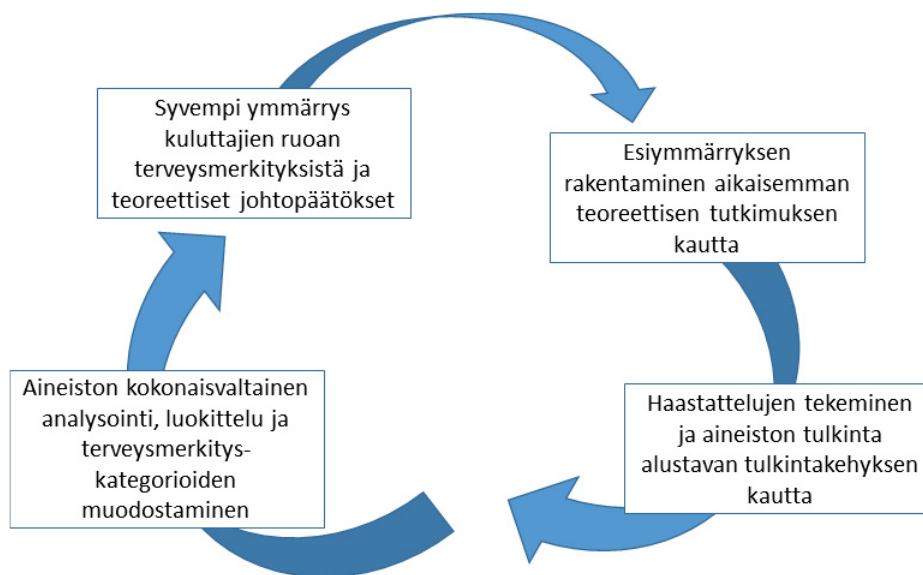 Syvempi ymmärrys
kuluttajien ruoan
terveysmerkityksistä ja
teoreettiset johtopäätökset
Esiymmärryksen
rakentaminen aikaisemman
teoreettisen tutkimuksen
kautta
Haastattelujen tekeminen
ja aineiston tulkinta
alustavan tulkintakehyksen
kautta
Aineiston kokonaisvaltainen
analysointi, luokittelu ja
terveysmerkitys-
kategorioiden
muodostaminen